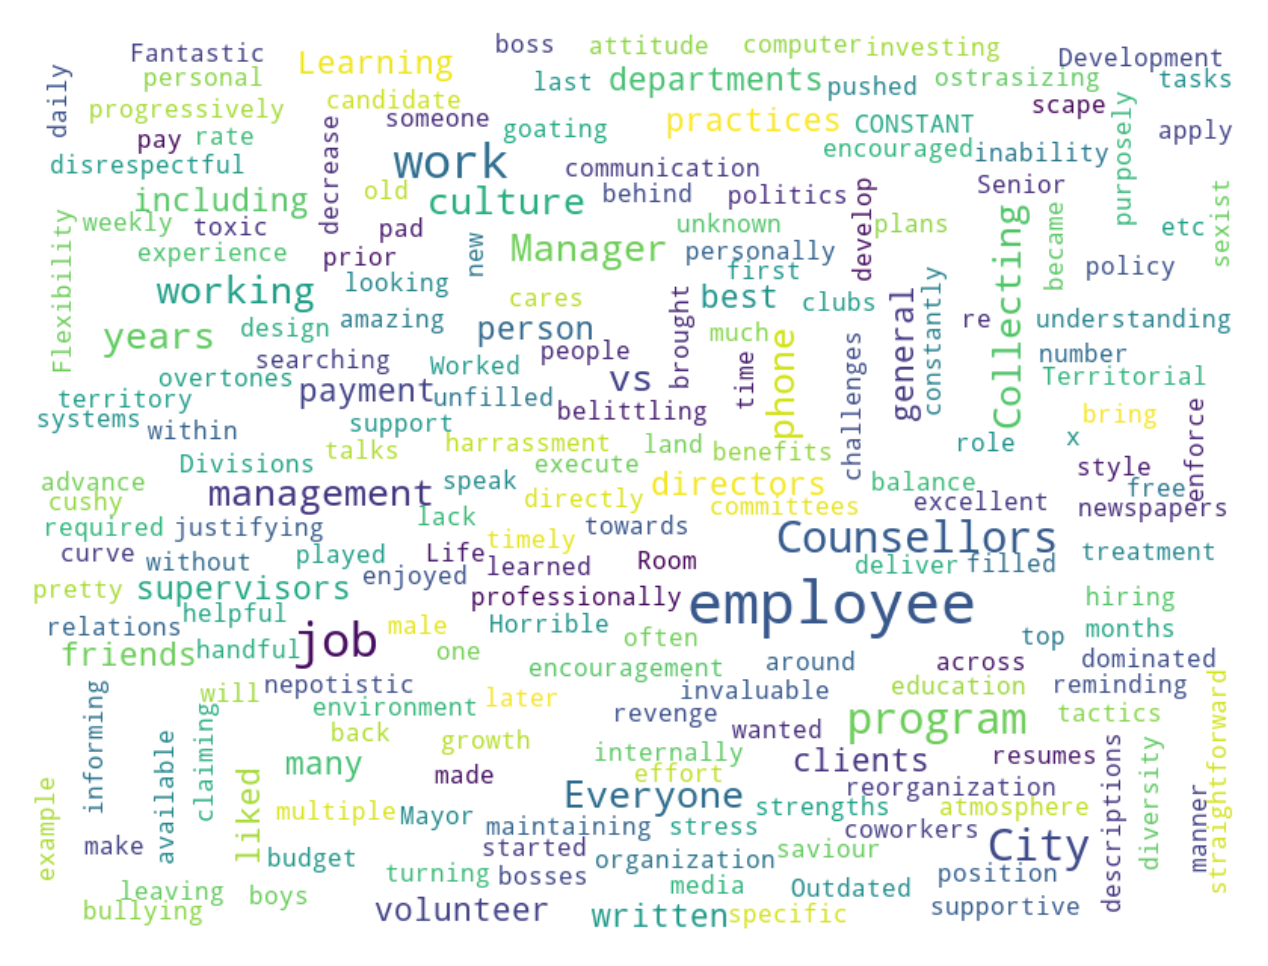 boss
attitude
computer
investing
Fantastic
Learning
Development
personal
last
departments
pushed
ostrasizing
tasks
daily
progressively
candidate
someone
goating
practices
CONSTANT
scape
purposely
apply
pay
rate
decrease
disrespectful
work
communication
encouraged
inability
including
old
culture
behind
politics
develop
Senior
sexist
Flexibility
weekly
toxic
pad
new
Manager
unknown
personally
plans
Collecting
became
etc
experience
prior
first
policy
working
looking
cares
brought
best
clubs
general
constantly
re
understanding
years
design
amazing
person
much
phone
challenges
searching
people
time
number
overtones
Worked
vs
Territorial
territory
payment
unfilled
belittling
bring
enforce
systems
within
support
harrassment
land
benefits
role
x
talks
Divisions
execute
style
advance
speak
directors
balance
free
cushy
management
directly
committees
excellent
newspapers
required
justifying
lack
towards
Counsellors
curve
without
played
Life
timely
learned
Room
deliver
filled
treatment
pretty
supervisors
enjoyed
professionally
employee
hiring
helpful
relations
job
male
Horrible
often
top
months
friends
handful
one
encouragement
around
across
dominated
informing
will
nepotistic
later
invaluable
education
reminding
straightforward
environment
revenge
wanted
program
tactics
available
claiming
back
growth
internally
effort
clients
resumes
descriptions
diversity
manner
example
liked
many
made
Everyone
reorganization
strengths
atmosphere
multiple
Mayor
maintaining
stress
coworkers
City
make
budget
started
organization
saviour
leaving
boys
turning
bosses
media
Outdated
position
bullying
volunteer
written
specific
supportive